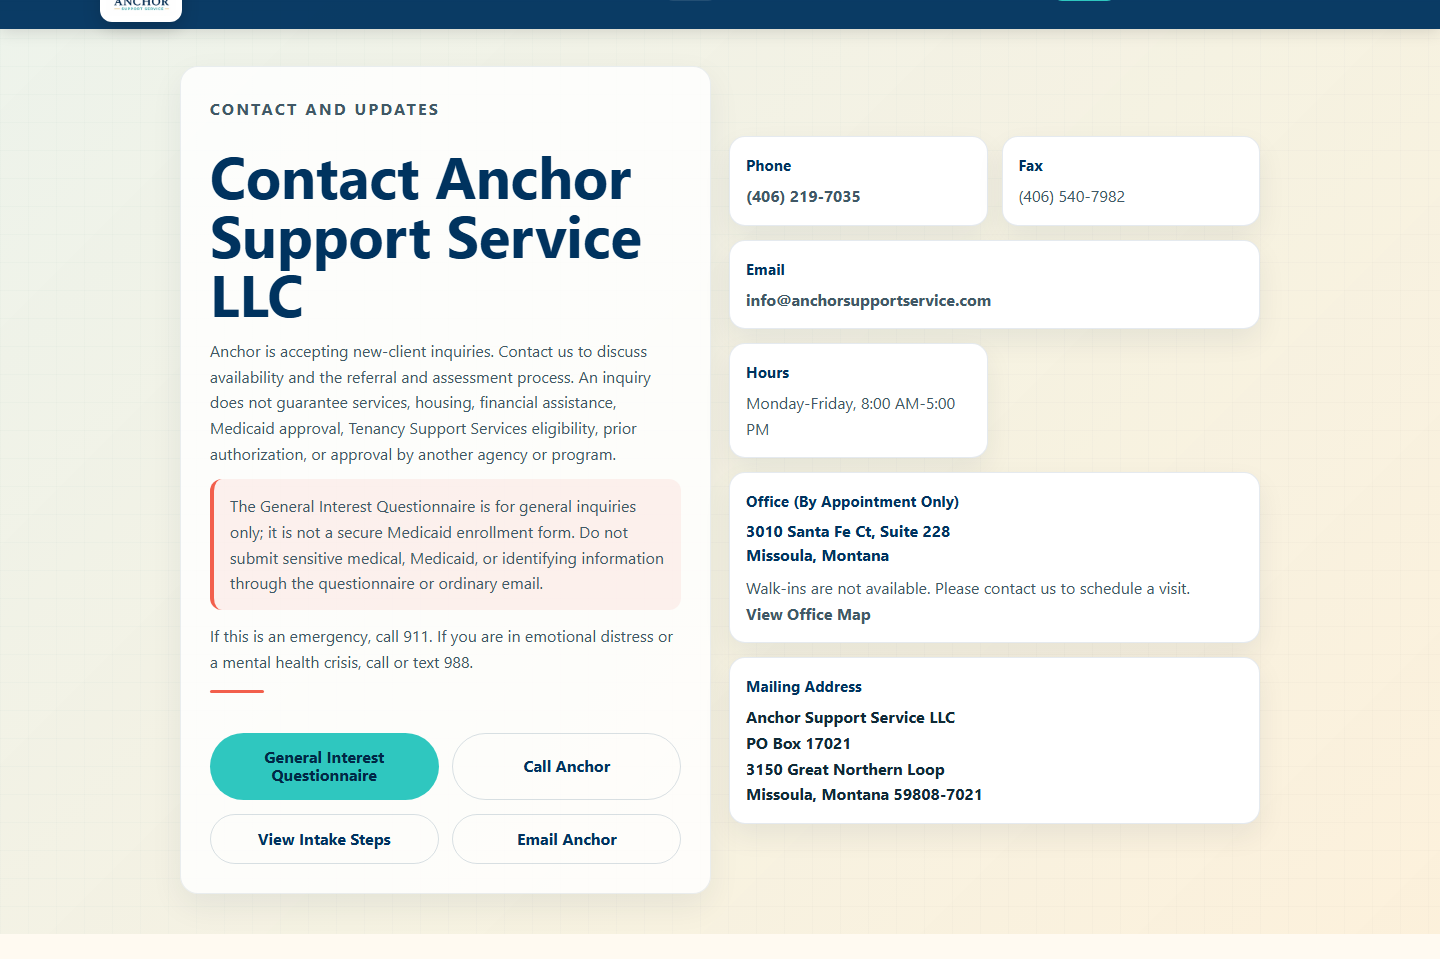 ANCHOR
SUPPORT SERVICE
CONTACT AND UPDATES
Contact Anchor
Support Service
LLC
Anchor is accepting new-client inquiries. Contact us to discuss
availability and the referral and assessment process. An inquiry
does not guarantee services, housing, financial assistance,
Medicaid approval, Tenancy Support Services eligibility, prior
authorization, or approval by another agency or program.
The General Interest Questionnaire is for general inquiries
only; it is not a secure Medicaid enrollment form. Do not
submit sensitive medical, Medicaid, or identifying information
through the questionnaire or ordinary email.
If this is an emergency, call 911. If you are in emotional distress or
a mental health crisis, call or text 988.
General Interest
Questionnaire
Call Anchor
View Intake Steps
Email Anchor
Phone
(406) 219-7035
Fax
(406) 540-7982
Email
info@anchorsupportservice.com
Hours
Monday-Friday, 8:00 AM-5:00
PM
Office (By Appointment Only)
3010 Santa Fe Ct, Suite 228
Missoula, Montana
Walk-ins are not available. Please contact us to schedule a visit.
View Office Map
Mailing Address
Anchor Support Service LLC
PO Box 17021
3150 Great Northern Loop
Missoula, Montana 59808-7021